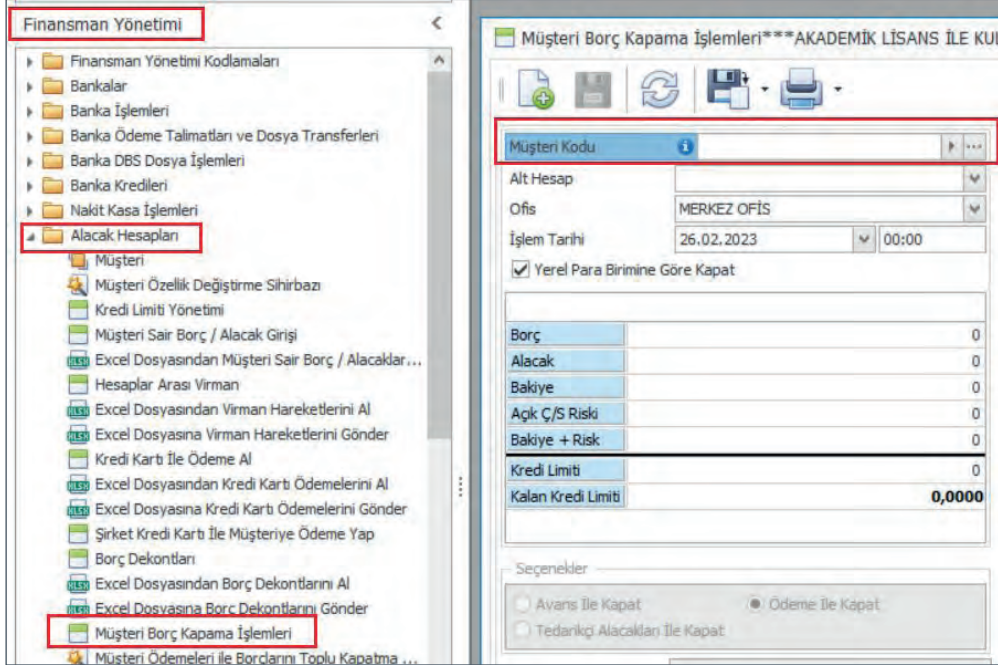 Finansman Yönetimi
Finansman Yönetimi Kodlamaları
Bankalar
Banka İşlemleri
Banka Ödeme Talimatları ve Dosya Transferleri
Banka DBS Dosya İşlemleri
Banka Kredileri
Nakit Kasa İşlemleri
Alacak Hesapları
Müşteri
Müşteri Özellik Değiştirme Sihirbazı
Kredi Limiti Yönetimi
Müşteri Sair Borç / Alacak Girişi
Excel Dosyasından Müşteri Sair Borç / Alacaklar...
Hesaplar Arası Virman
Excel Dosyasından Virman Hareketlerini Al
Excel Dosyasına Virman Hareketlerini Gönder
Kredi Kartı İle Ödeme Al
Excel Dosyasından Kredi Kartı Ödemelerini Al
Excel Dosyasına Kredi Kartı Ödemelerini Gönder
Şirket Kredi Kartı İle Müşteriye Ödeme Yap
Borç Dekontları
Excel Dosyasından Borç Dekontlarını Al
Excel Dosyasına Borç Dekontlarını Gönder
Müşteri Borç Kapama İşlemleri
Müşteri Ödemeleri ile Borçlarını Toplu Kapatma ...
Müşteri Borç Kapama İşlemleri***AKADEMİK LİSANS İLE KUL
Müşteri Kodu
Alt Hesap
Ofis MERKEZ OFİS
İşlem Tarihi 26.02.2023 00:00
Yerel Para Birimine Göre Kapat
Borç 0
Alacak 0
Bakiye 0
Açık Ç/S Riski 0
Bakiye + Risk 0
Kredi Limiti 0
Kalan Kredi Limiti 0,0000
Seçenekler
Avans İle Kapat Ödeme İle Kapat
Tedarikçi Alacakları İle Kapat